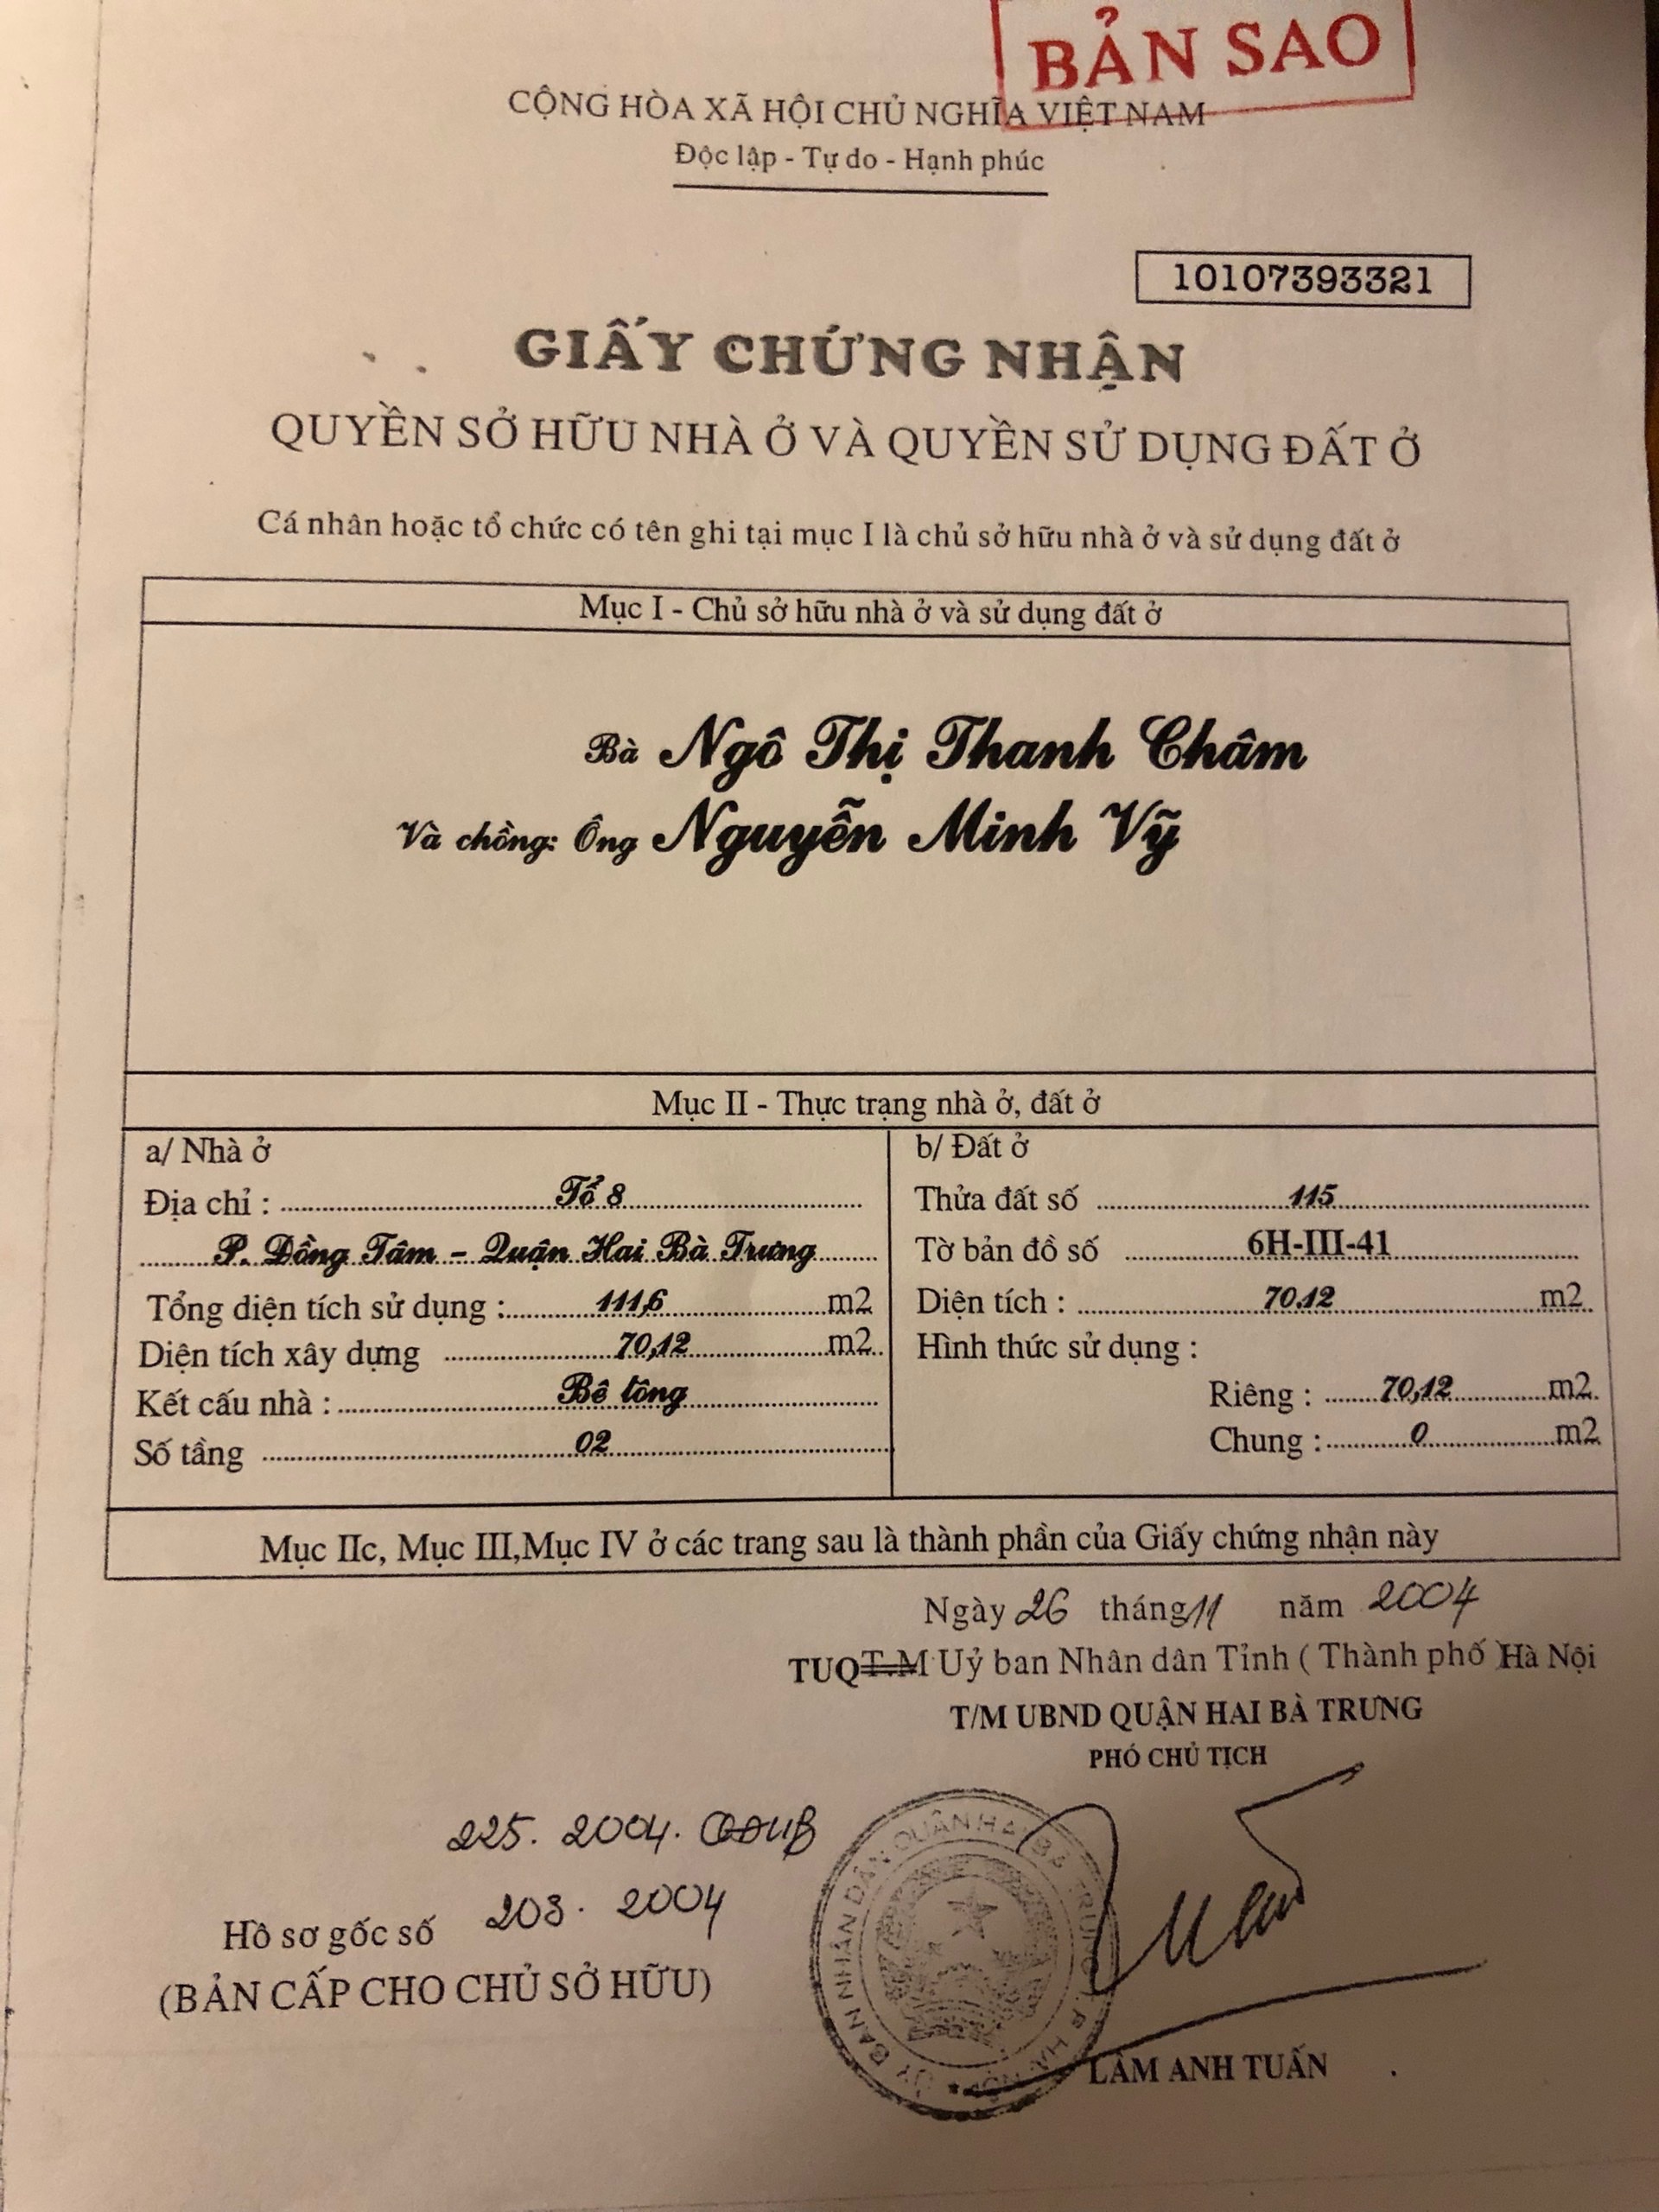 BẢN SAO
CỘNG HÒA XÃ HỘI CHỦ NGHĨA VIỆT NAM
Độc lập - Tự do - Hạnh phúc
10107393321
GIẤY CHỨNG NHẬN
QUYỀN SỞ HỮU NHÀ Ở VÀ QUYỀN SỬ DỤNG ĐẤT Ở
Cá nhân hoặc tổ chức có tên ghi tại mục I là chủ sở hữu nhà ở và sử dụng đất ở
Mục I - Chủ sở hữu nhà ở và sử dụng đất ở
Bà Ngô Thị Thanh Châm
Và chồng: Ông Nguyễn Minh Vỹ
Mục II - Thực trạng nhà ở, đất ở
a/ Nhà ở
Địa chỉ : Tổ 8
P. Đồng Tâm - Quận Hai Bà Trưng
Tổng diện tích sử dụng : 111,6 m2
Diện tích xây dựng 70,12 m2
Kết cấu nhà : Bê tông
Số tầng 02
b/ Đất ở
Thửa đất số 115
Tờ bản đồ số 6H-III-41
Diện tích : 70.12 m2
Hình thức sử dụng :
Riêng : 70,12 m2
Chung : 0 m2
Mục IIc, Mục III,Mục IV ở các trang sau là thành phần của Giấy chứng nhận này
Ngày 26 tháng 11 năm 2004
TUQ T.M Uỷ ban Nhân dân Tỉnh ( Thành phố ) Hà Nội
T/M UBND QUẬN HAI BÀ TRƯNG
PHÓ CHỦ TỊCH
225. 2004.
Hồ sơ gốc số 203. 2004
(BẢN CẤP CHO CHỦ SỞ HỮU)
ỦY BAN NHÂN DÂN QUẬN HAI BÀ TRƯNG
LÂM ANH TUẤN